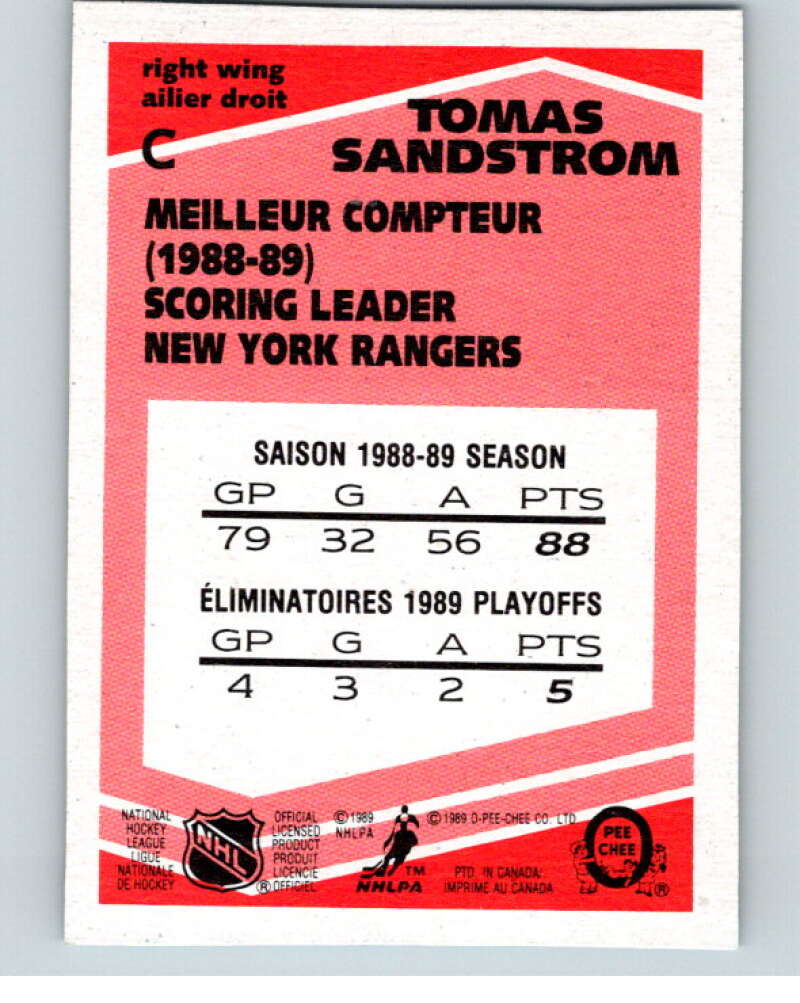 right wing
ailier droit
C
TOMAS
SANDSTROM
MEILLEUR COMPTEUR
(1988-89)
SCORING LEADER
NEW YORK RANGERS
SAISON 1988-89 SEASON
GP G A PTS
79 32 56 88
ÉLIMINATOIRES 1989 PLAYOFFS
GP G A PTS
4 3 2 5
NATIONAL
HOCKEY
LEAGUE
LIGUE
NATIONALE
DE HOCKEY
NHL
OFFICIAL
LICENSED
PRODUCT
PRODUIT
LICENCIE
® OFFICIEL
© 1989
NHLPA
TM
NHLPA
© 1989 O-PEE-CHEE CO. LTD
PTD. IN CANADA/
IMPRIME AU CANADA
O
PEE
CHEE
®